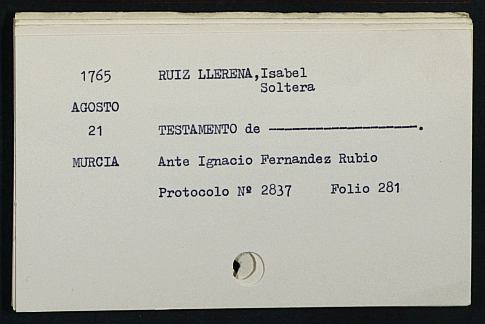 1765 RUIZ LLERENA,Isabel
Soltera
AGOSTO
21 TESTAMENTO de ———————————————.
MURCIA Ante Ignacio Fernandez Rubio
Protocolo Nº 2837 Folio 281